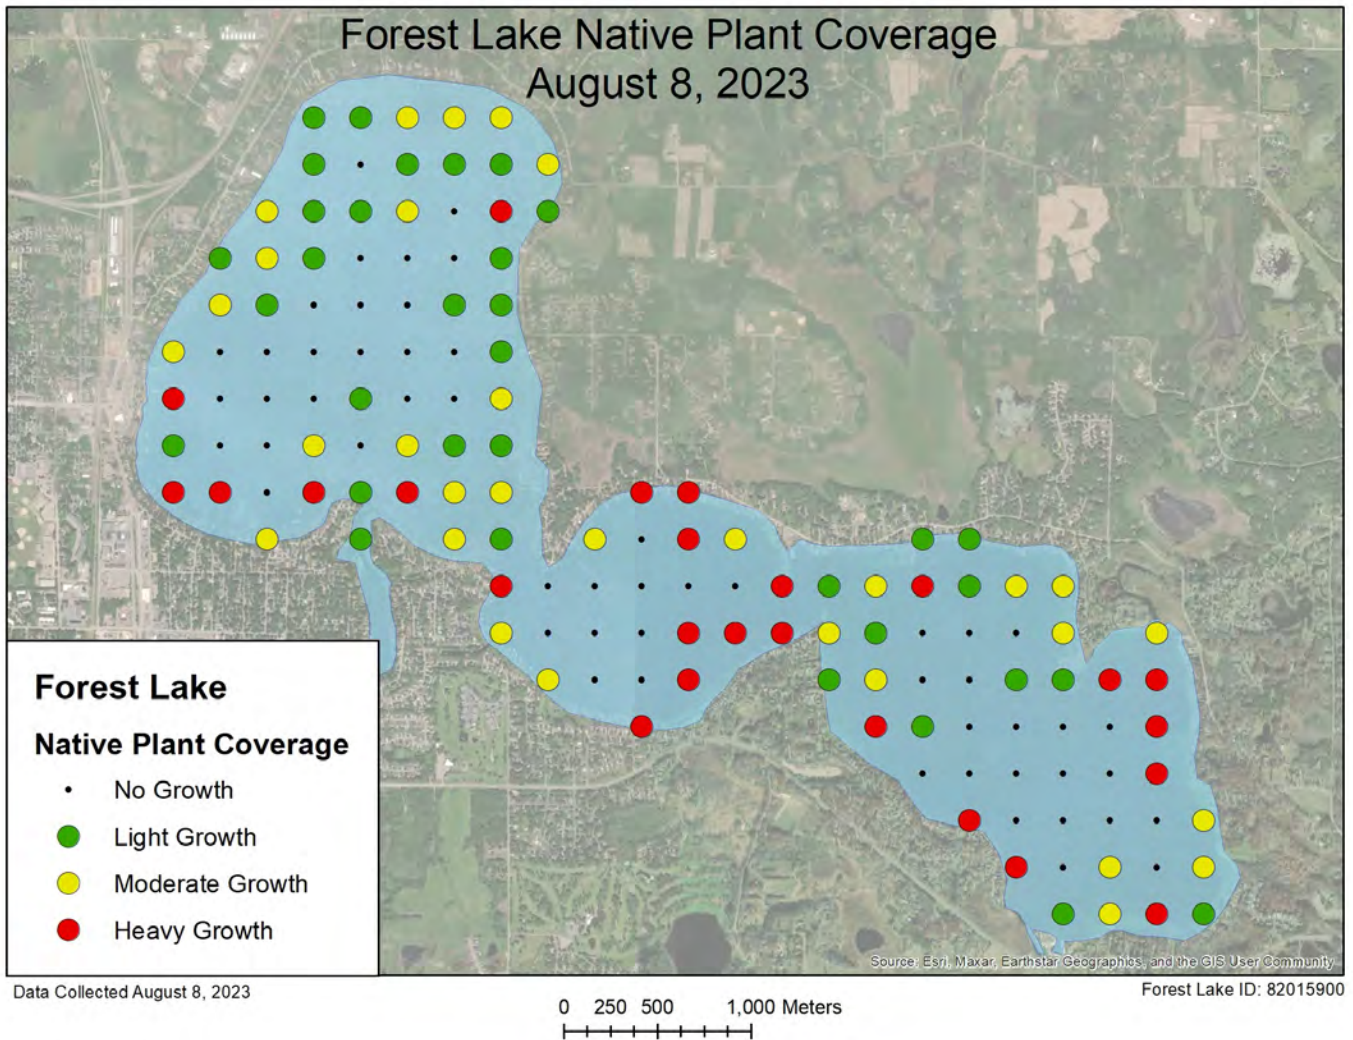 Forest Lake Native Plant Coverage
August 8, 2023
Forest Lake
Native Plant Coverage
No Growth
Light Growth
Moderate Growth
Heavy Growth
Source: Esri, Maxar, Earthstar Geographics, and the GIS User Community
Data Collected August 8, 2023
Forest Lake ID: 82015900
0 250 500 1,000 Meters